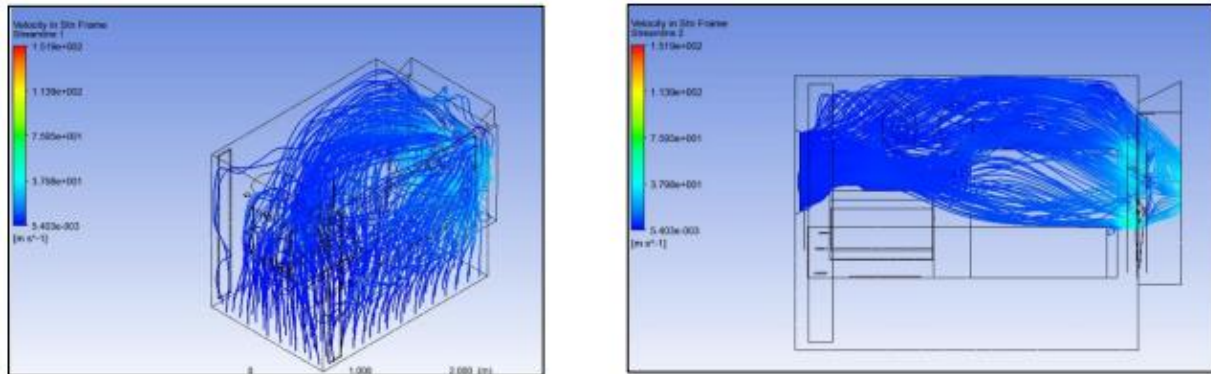 Velocity in Stn Frame
Streamline 1
1.519e+002
1.139e+002
7.593e+001
3.798e+001
5.403e-003
[m s^-1]
0 1.000 2.000 (m)
Velocity in Stn Frame
Streamline 2
1.519e+002
1.139e+002
7.593e+001
3.798e+001
5.403e-003
[m s^-1]